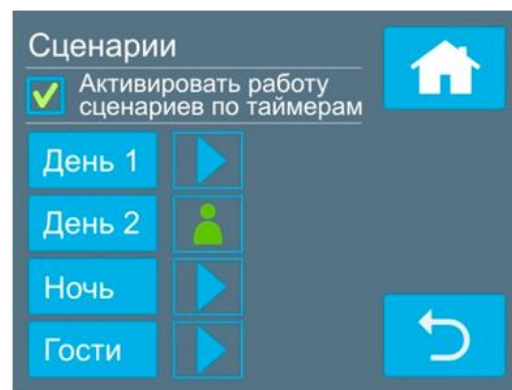 Сценарии
Активировать работу
сценариев по таймерам
День 1
День 2
Ночь
Гости